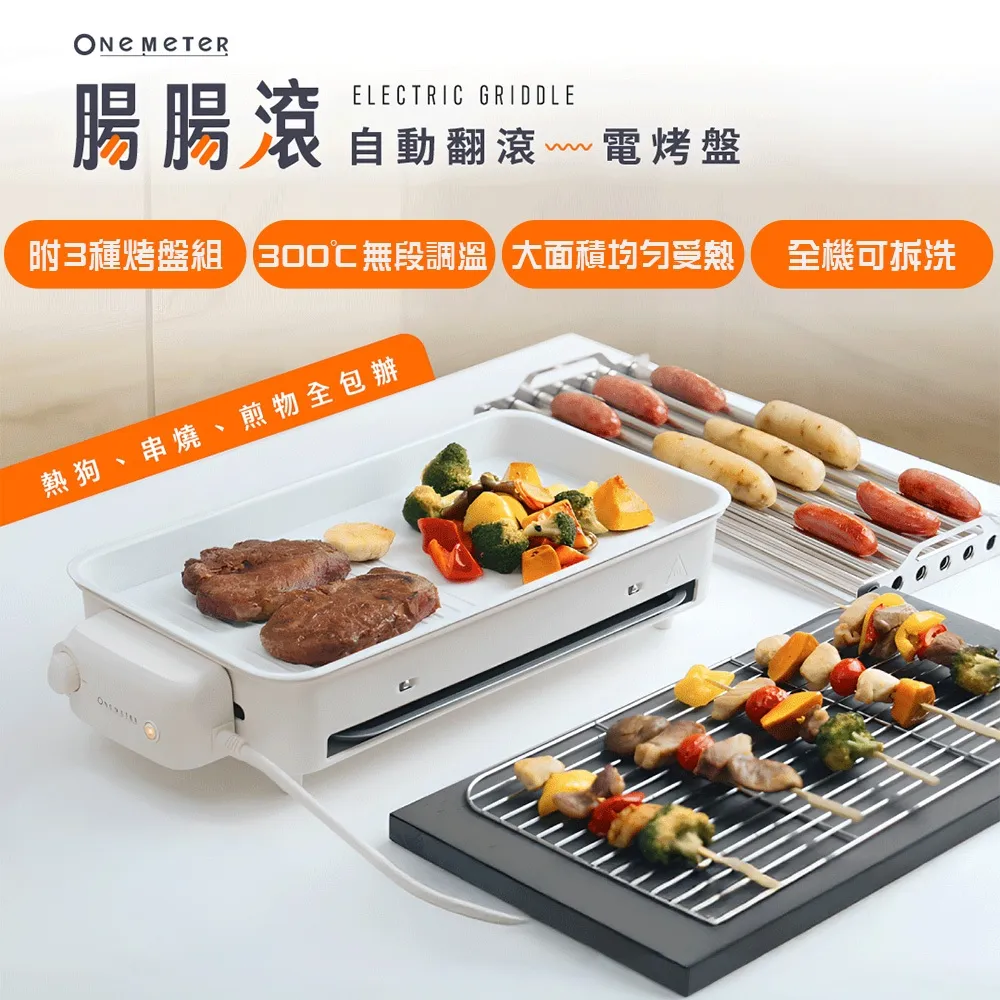 ONE METER
腸腸滾
ELECTRIC GRIDDLE
自動翻滾~電烤盤
附3種烤盤組
300℃無段調溫
大面積均勻受熱
全機可拆洗
熱狗、串燒、煎物全包辦
ONE METER